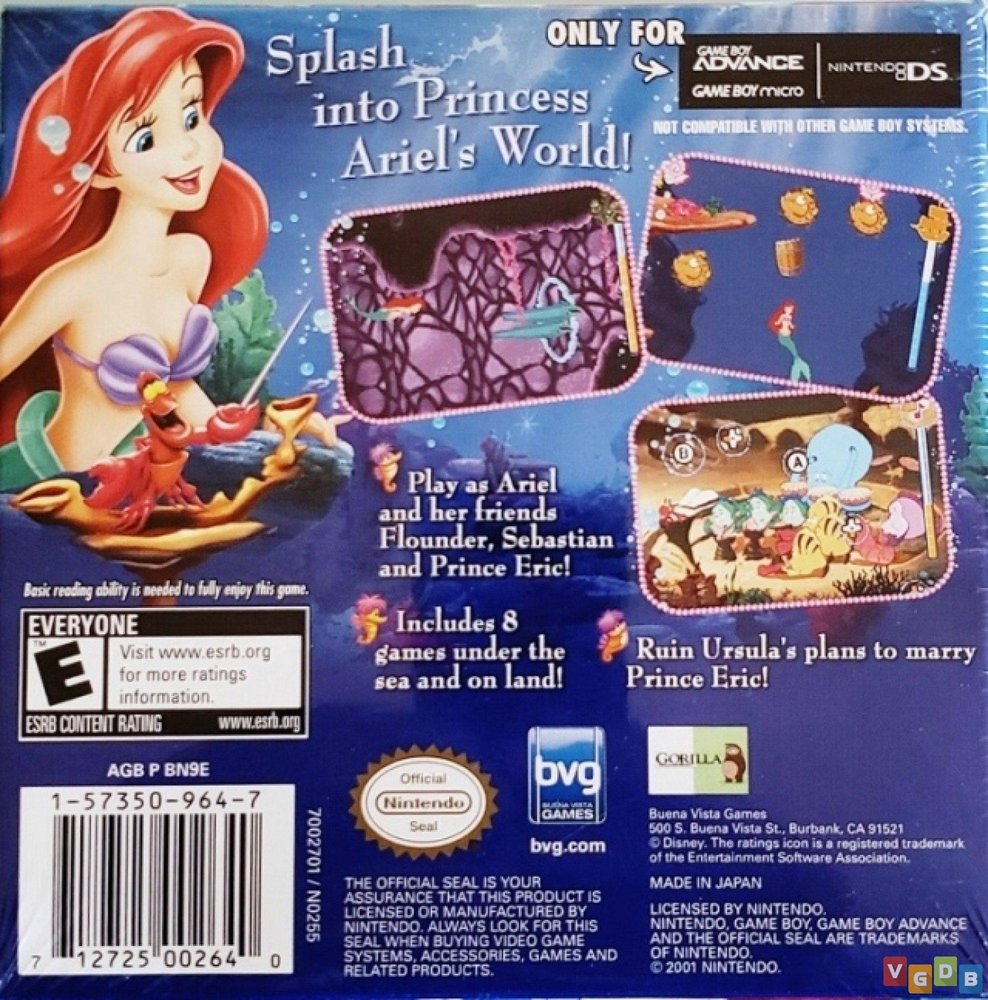 Splash
into Princess
Ariel's World!
ONLY FOR
GAME BOY
ADVANCE
GAME BOY micro
NINTENDO DS
NOT COMPATIBLE WITH OTHER GAME BOY SYSTEMS.
B
A
Play as Ariel
and her friends
Flounder, Sebastian
and Prince Eric!
Includes 8
games under the
sea and on land!
Ruin Ursula's plans to marry
Prince Eric!
Basic reading ability is needed to fully enjoy this game.
EVERYONE
E
TM
Visit www.esrb.org
for more ratings
information.
ESRB CONTENT RATING www.esrb.org
AGB P BN9E
1-57350-964-7
7 12725 00264 0
7002701 / N0255
Official
Nintendo
Seal
THE OFFICIAL SEAL IS YOUR
ASSURANCE THAT THIS PRODUCT IS
LICENSED OR MANUFACTURED BY
NINTENDO. ALWAYS LOOK FOR THIS
SEAL WHEN BUYING VIDEO GAME
SYSTEMS, ACCESSORIES, GAMES AND
RELATED PRODUCTS.
bvg
BUENA VISTA
GAMES
bvg.com
GORILLA
Buena Vista Games
500 S. Buena Vista St., Burbank, CA 91521
© Disney. The ratings icon is a registered trademark
of the Entertainment Software Association.
MADE IN JAPAN
LICENSED BY NINTENDO.
NINTENDO, GAME BOY, GAME BOY ADVANCE
AND THE OFFICIAL SEAL ARE TRADEMARKS
OF NINTENDO.
© 2001 NINTENDO.
VGDB